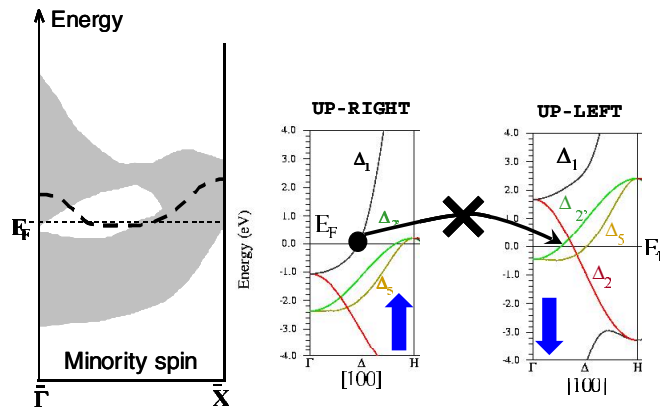 Energy
E_F
Minority spin
Γ̄
X̄
UP-RIGHT
4.0
3.0
2.0
1.0
0.0
-1.0
-2.0
-3.0
-4.0
Energy (eV)
Δ1
Δ2'
E_F
Δ5
Γ
Δ
H
[100]
UP-LEFT
4.0
3.0
2.0
1.0
0.0
-1.0
-2.0
-3.0
-4.0
Δ1
Δ2'
Δ5
Δ2
Γ
Δ
H
[100]